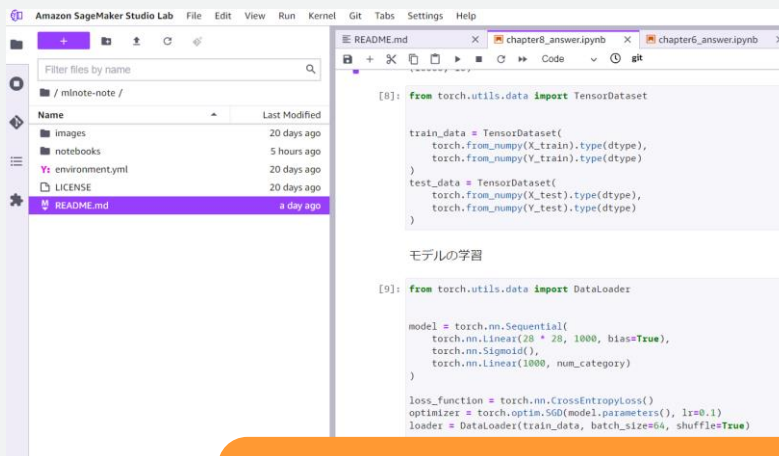 Amazon SageMaker Studio Lab File Edit View Run Kernel Git Tabs Settings Help
README.md
chapter8_answer.ipynb
chapter6_answer.ipynb
Code
git
Filter files by name
/ mlnote-note /
Name Last Modified
images 20 days ago
notebooks 5 hours ago
environment.yml 20 days ago
LICENSE 20 days ago
README.md a day ago
[8]: from torch.utils.data import TensorDataset
train_data = TensorDataset(
torch.from_numpy(X_train).type(dtype),
torch.from_numpy(Y_train).type(dtype)
)
test_data = TensorDataset(
torch.from_numpy(X_test).type(dtype),
torch.from_numpy(Y_test).type(dtype)
)
モデルの学習
[9]: from torch.utils.data import DataLoader
model = torch.nn.Sequential(
torch.nn.Linear(28 * 28, 1000, bias=True),
torch.nn.Sigmoid(),
torch.nn.Linear(1000, num_category)
)
loss_function = torch.nn.CrossEntropyLoss()
optimizer = torch.optim.SGD(model.parameters(), lr=0.1)
loader = DataLoader(train_data, batch_size=64, shuffle=True)